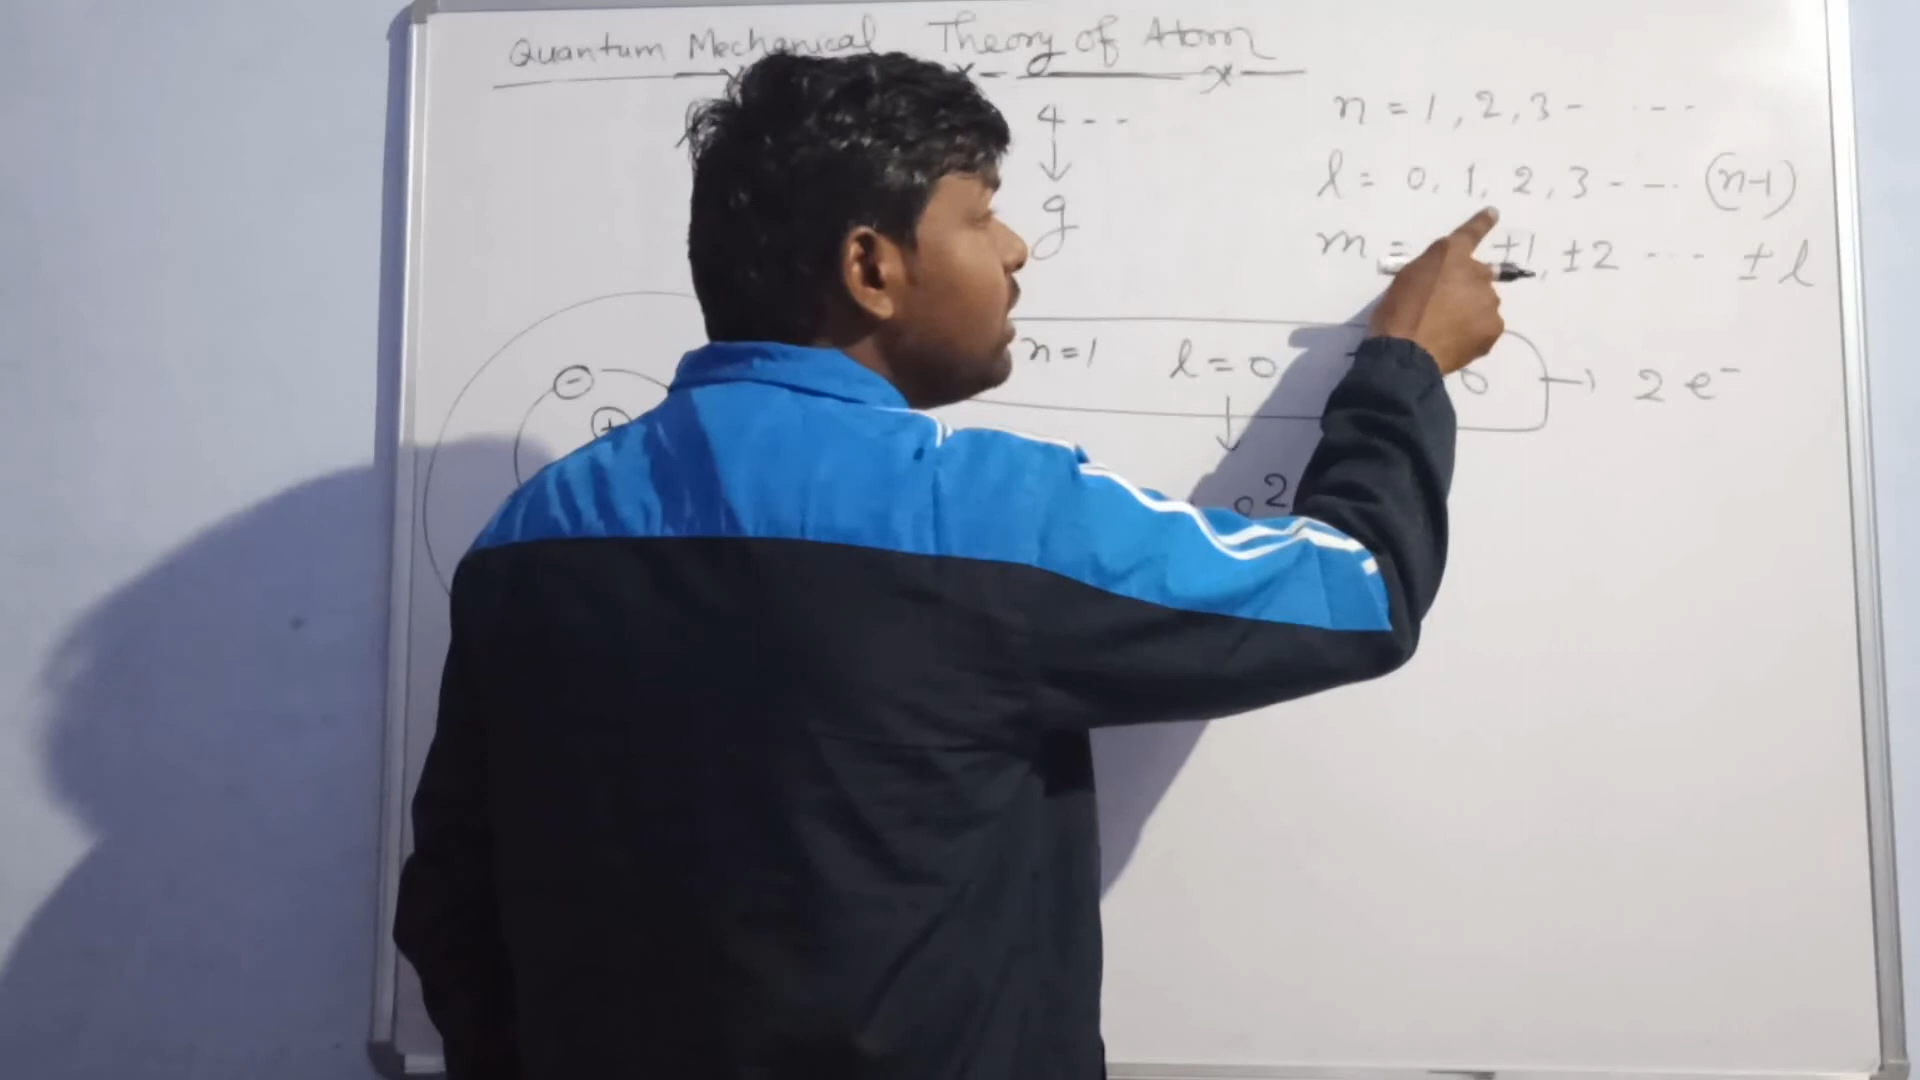 Quantum Mechanical Theory of Atom
4 - -
g
n = 1, 2, 3 - - - -
l = 0, 1, 2, 3 - - - (n-1)
m = ±1, ±2 - - - ± l
n=1 l = 0 0 → 2 e⁻
2